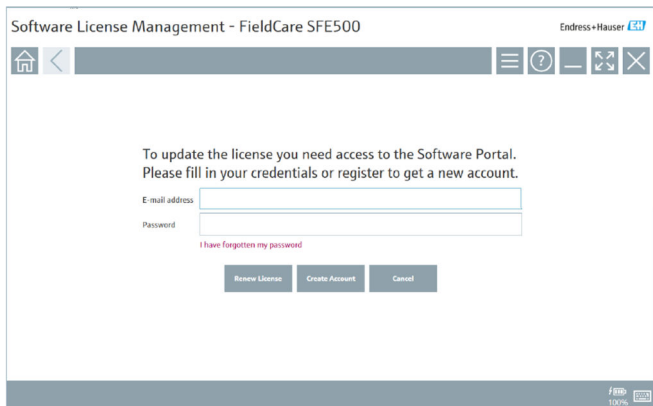 Software License Management - FieldCare SFE500
Endress+Hauser EH
?
To update the license you need access to the Software Portal.
Please fill in your credentials or register to get a new account.
E-mail address
Password
I have forgotten my password
Renew License Create Account Cancel
100%